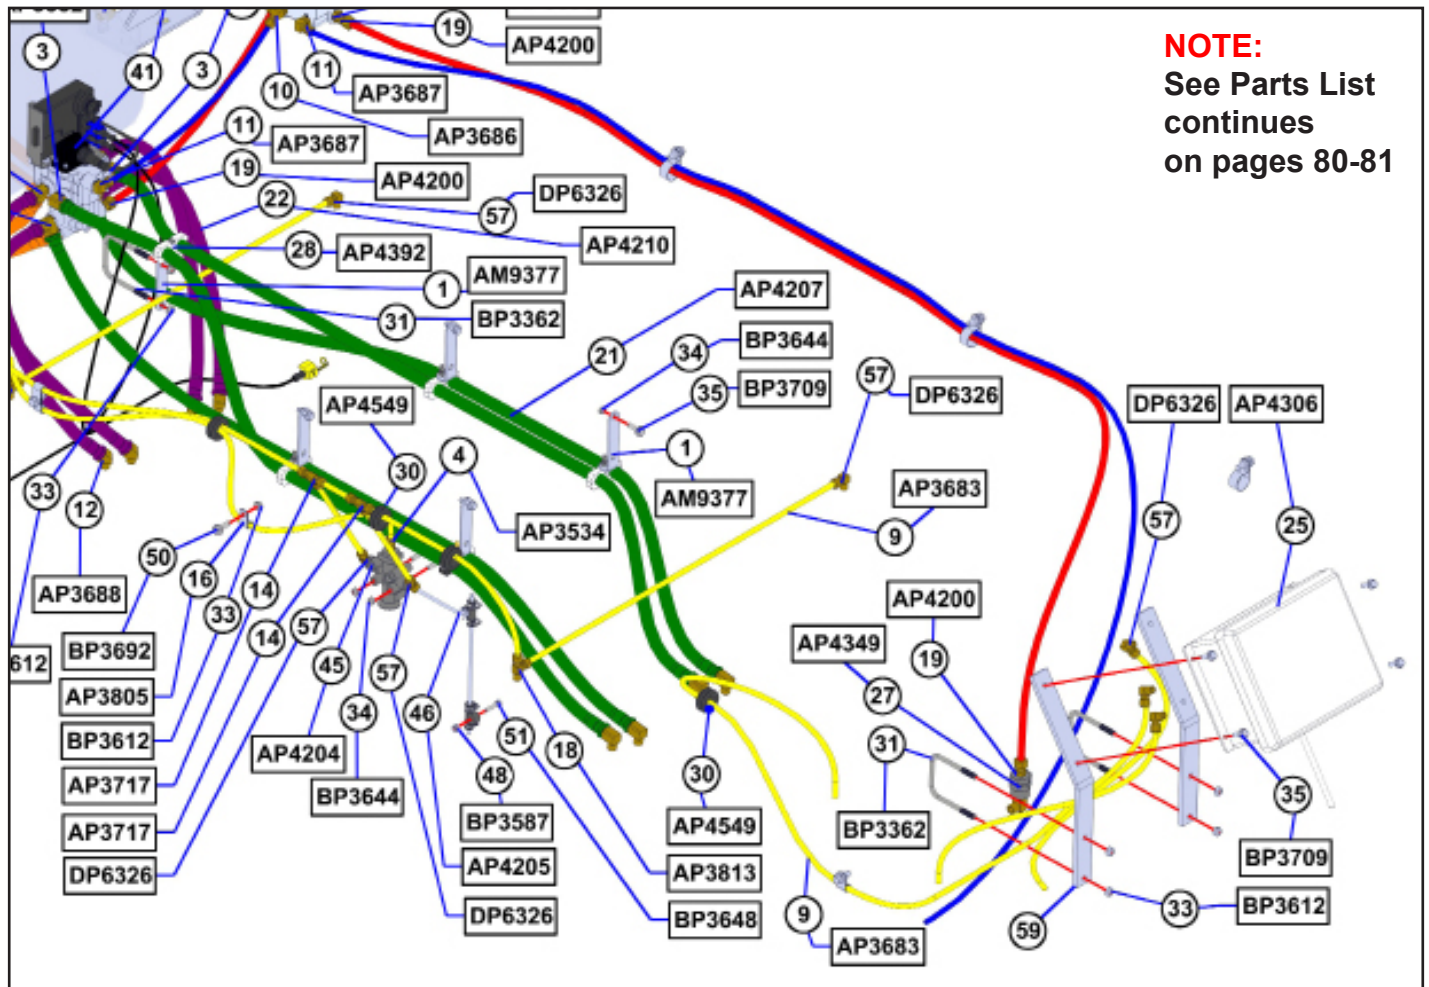 19
AP4200
NOTE:
See Parts List
continues
on pages 80-81
3
41
3
11
AP3687
10
AP3686
11
AP3687
19
AP4200
22
57
DP6326
AP4210
28
AP4392
1
AM9377
31
BP3362
AP4207
21
34
BP3644
35
BP3709
57
DP6326
DP6326
AP4306
AP4549
30
4
1
AM9377
AP3683
9
AP3534
33
12
AP3688
57
25
50
16
33
14
14
57
45
34
57
46
51
48
18
612
BP3692
AP3805
BP3612
AP3717
AP3717
DP6326
AP4204
BP3644
BP3587
AP4205
DP6326
30
AP4549
AP3813
BP3648
AP4200
19
AP4349
27
31
BP3362
9
AP3683
59
33
BP3612
35
BP3709